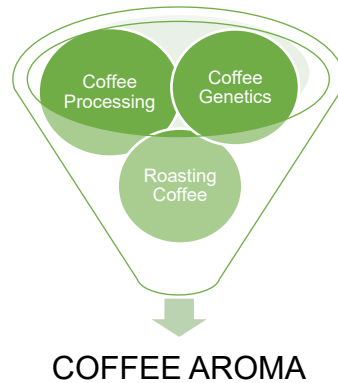 Coffee
Processing
Coffee
Genetics
Roasting
Coffee
COFFEE AROMA